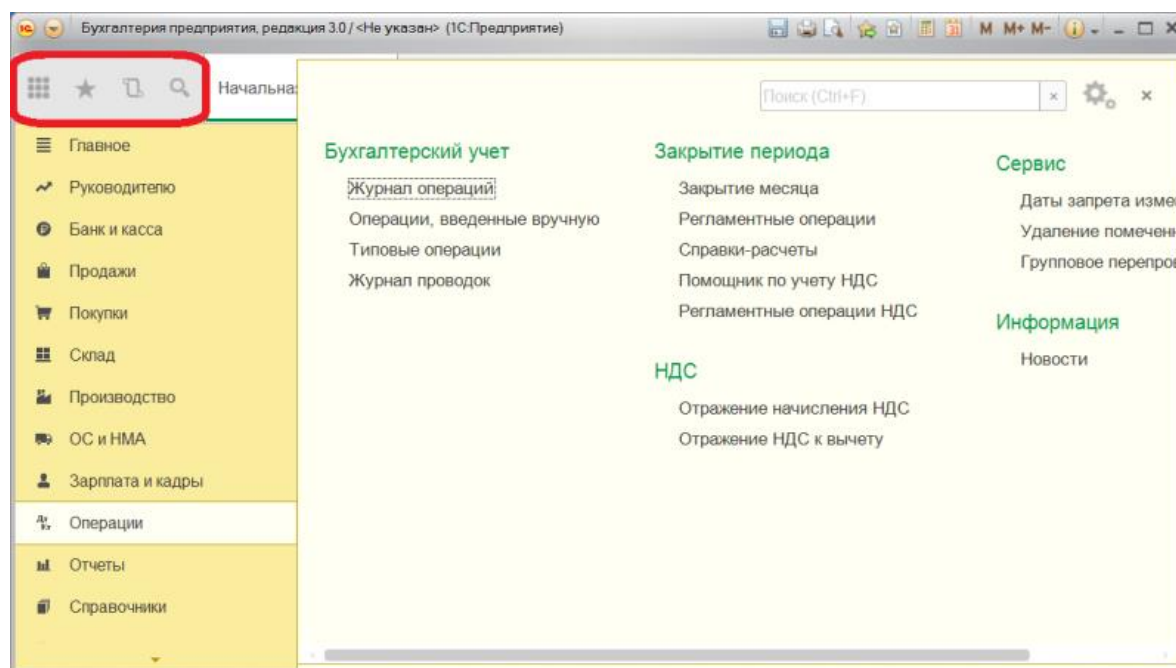 Бухгалтерия предприятия, редакция 3.0 / <Не указан> (1С:Предприятие)
M M+ M-
Начальна
Поиск (Ctrl+F)
Главное
Руководителю
Банк и касса
Продажи
Покупки
Склад
Производство
ОС и НМА
Зарплата и кадры
Операции
Отчеты
Справочники
Бухгалтерский учет
Журнал операций
Операции, введенные вручную
Типовые операции
Журнал проводок
Закрытие периода
Закрытие месяца
Регламентные операции
Справки-расчеты
Помощник по учету НДС
Регламентные операции НДС
НДС
Отражение начисления НДС
Отражение НДС к вычету
Сервис
Даты запрета изме
Удаление помечен
Групповое перепро
Информация
Новости